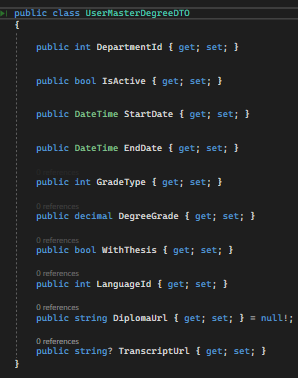 public class UserMasterDegreeDTO
{
public int DepartmentId { get; set; }
public bool IsActive { get; set; }
public DateTime StartDate { get; set; }
public DateTime EndDate { get; set; }
public int GradeType { get; set; }
0 references
public decimal DegreeGrade { get; set; }
0 references
public bool WithThesis { get; set; }
0 references
public int LanguageId { get; set; }
0 references
public string DiplomaUrl { get; set; } = null!;
0 references
public string? TranscriptUrl { get; set; }
}